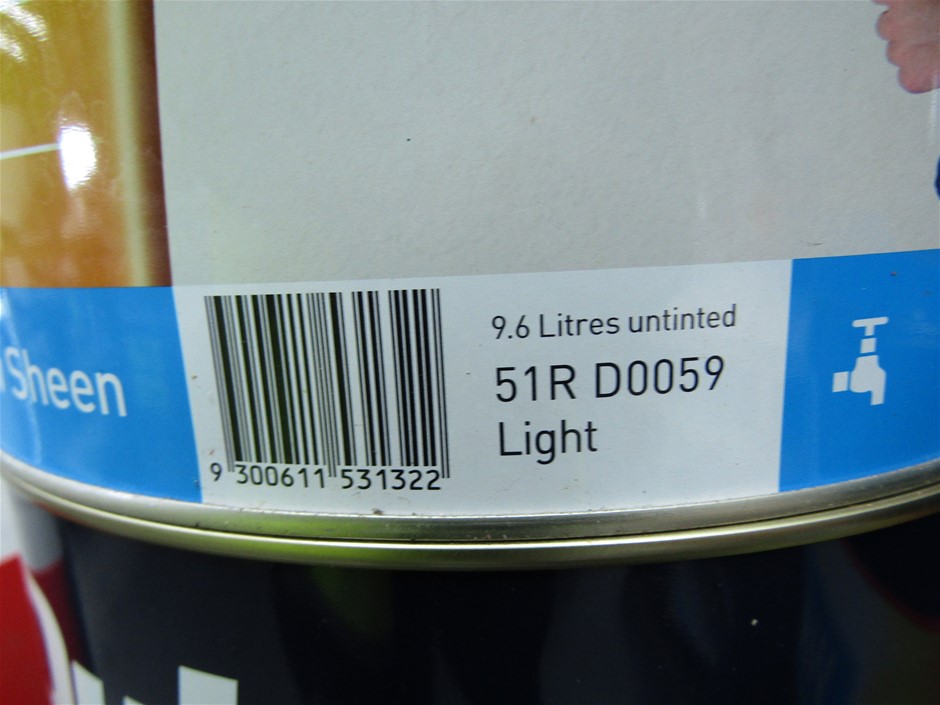 Sheen
9.6 Litres untinted
51R D0059
Light
9 300611 531322